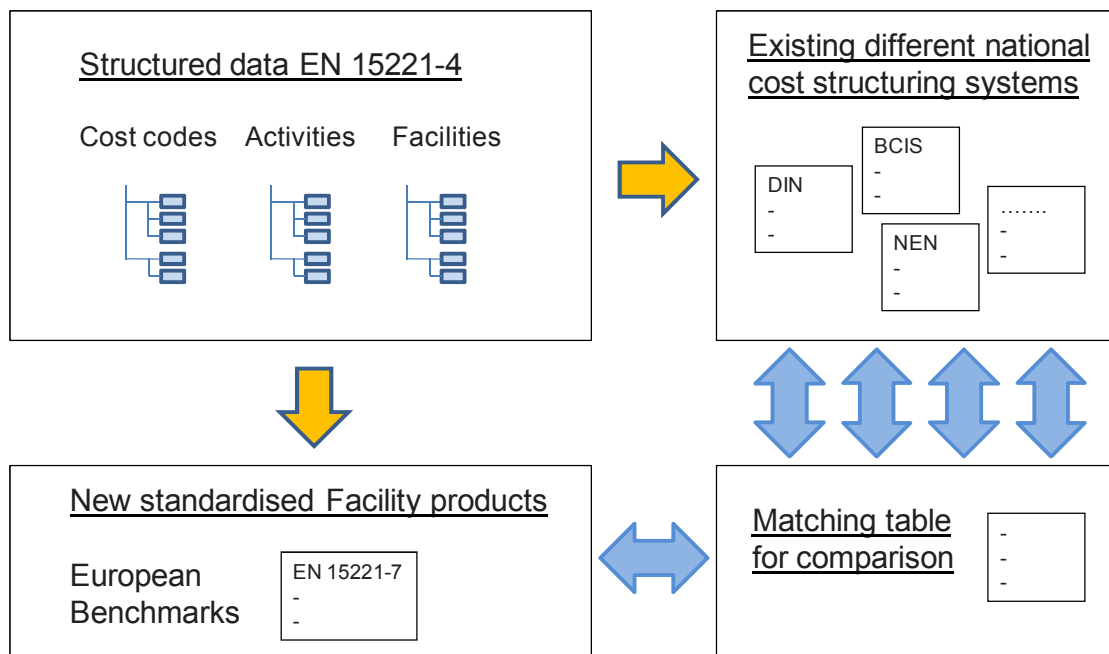 Structured data EN 15221-4
Cost codes Activities Facilities
Existing different national
cost structuring systems
DIN
-
-
BCIS
-
-
NEN
-
-
.......
-
-
New standardised Facility products
European
Benchmarks
EN 15221-7
-
-
Matching table
for comparison
-
-
-